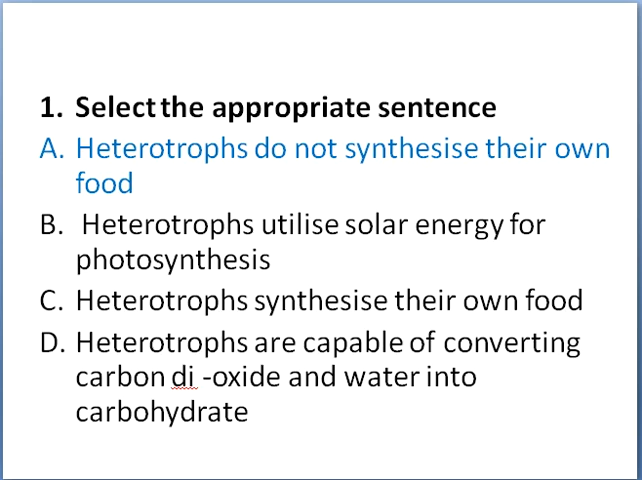 1. Select the appropriate sentence
A. Heterotrophs do not synthesise their own
food
B. Heterotrophs utilise solar energy for
photosynthesis
C. Heterotrophs synthesise their own food
D. Heterotrophs are capable of converting
carbon di -oxide and water into
carbohydrate